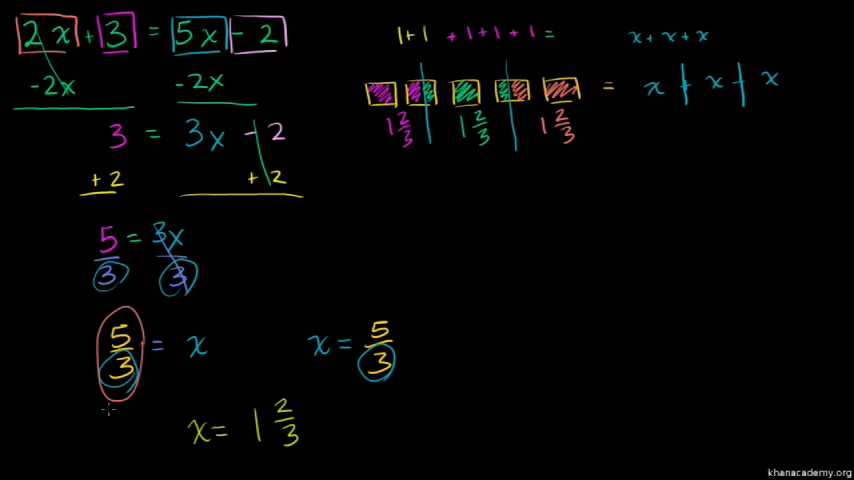 2x + 3 = 5x - 2
-2x -2x
3 = 3x - 2
+ 2 + 2
5 = 3x
3 3
5/3 = x
x = 5/3
x = 1 2/3
1+1 + 1 + 1 + 1 =
x + x + x
= x + x + x
1 2/3 1 2/3 1 2/3
khanacademy.org